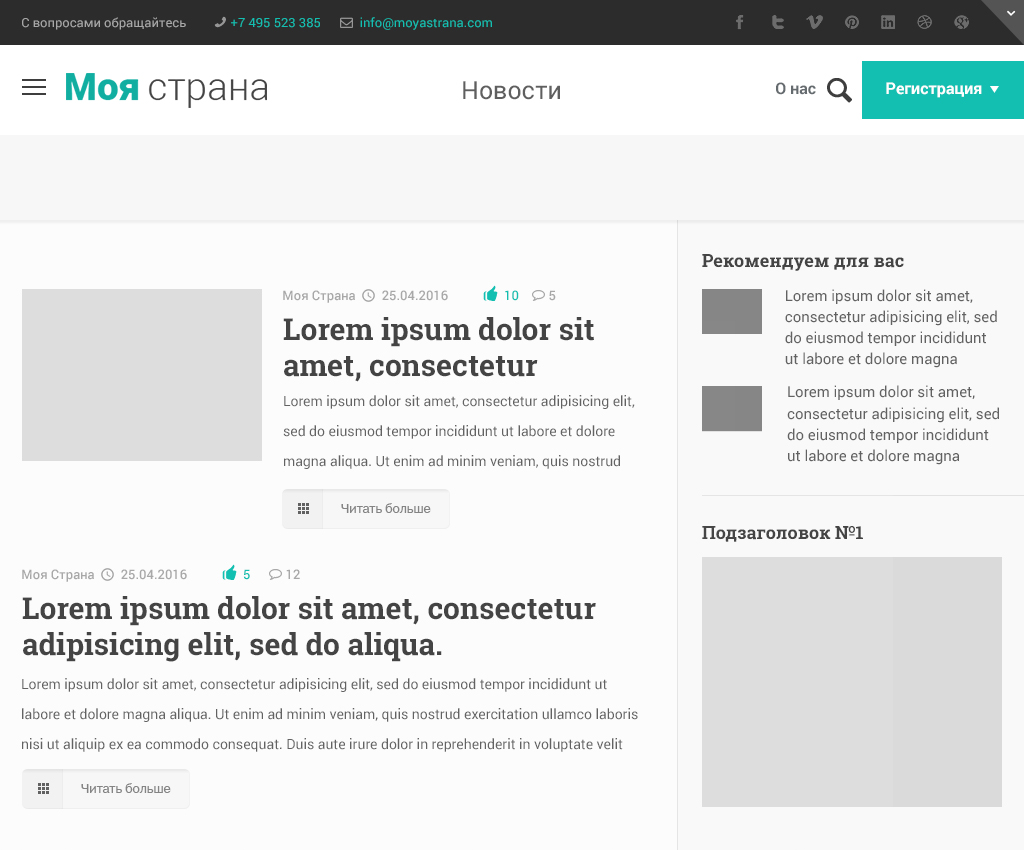 С вопросами обращайтесь +7 495 523 385 info@moyastrana.com
Моя страна
Новости
О нас
Регистрация
Моя Страна 25.04.2016 10 5
Lorem ipsum dolor sit
amet, consectetur
Lorem ipsum dolor sit amet, consectetur adipisicing elit,
sed do eiusmod tempor incididunt ut labore et dolore
magna aliqua. Ut enim ad minim veniam, quis nostrud
Читать больше
Моя Страна 25.04.2016 5 12
Lorem ipsum dolor sit amet, consectetur
adipisicing elit, sed do aliqua.
Lorem ipsum dolor sit amet, consectetur adipisicing elit, sed do eiusmod tempor incididunt ut
labore et dolore magna aliqua. Ut enim ad minim veniam, quis nostrud exercitation ullamco laboris
nisi ut aliquip ex ea commodo consequat. Duis aute irure dolor in reprehenderit in voluptate velit
Читать больше
Рекомендуем для вас
Lorem ipsum dolor sit amet,
consectetur adipisicing elit, sed
do eiusmod tempor incididunt
ut labore et dolore magna
Lorem ipsum dolor sit amet,
consectetur adipisicing elit, sed
do eiusmod tempor incididunt
ut labore et dolore magna
Подзаголовок №1